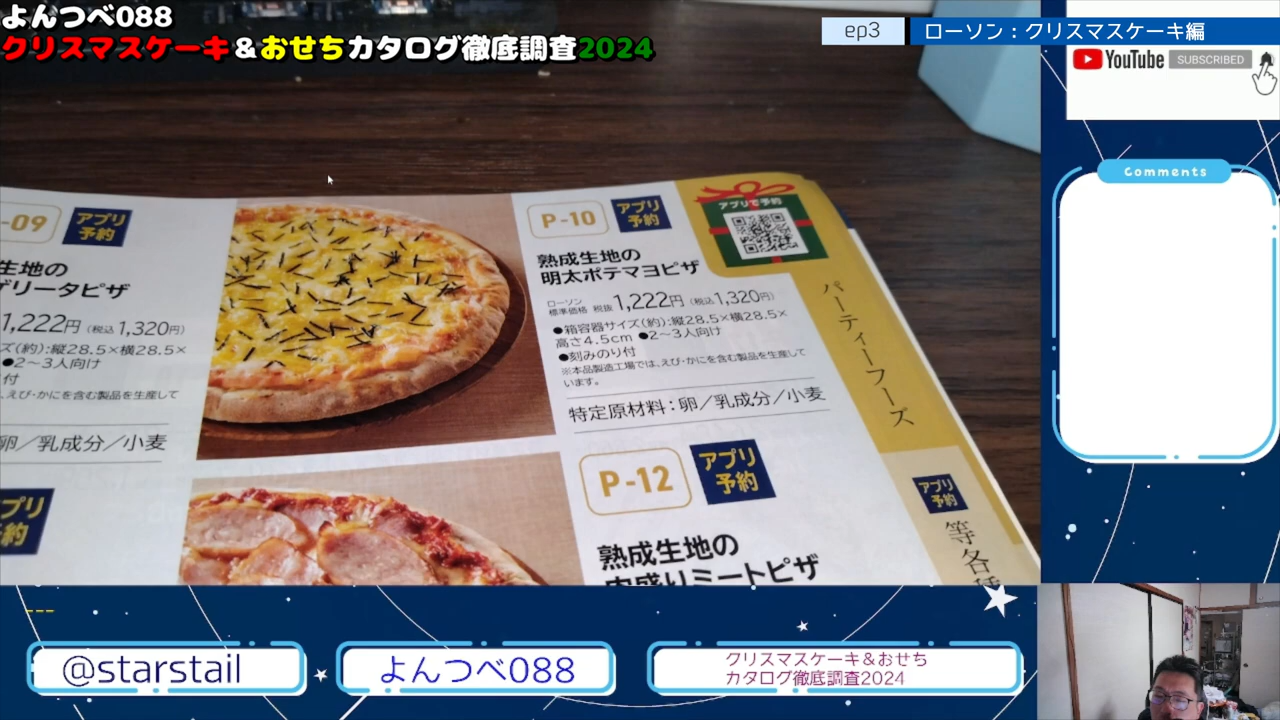 よんつべ088
クリスマスケーキ&おせちカタログ徹底調査2024
ep3
ローソン:クリスマスケーキ編
YouTube
SUBSCRIBED
Comments
-09
アプリ
予約
生地の
ゲリータピザ
1,222円(税込1,320円)
ズ(約):縦28.5×横28.5×
●2~3人向け
付
、えび・かにを含む製品を生産して
卵/乳成分/小麦
P-10
アプリ
予約
熟成生地の
明太ポテマヨピザ
ローソン
標準価格 税抜1,222円(税込1,320円)
●箱容器サイズ(約):縦28.5×横28.5×
高さ4.5cm ●2~3人向け
●刻みのり付
※本品製造工場では、えび・かにを含む製品を生産して
います。
特定原材料:卵/乳成分/小麦
アプリで予約
パーティーフーズ
プリ
約
P-12
アプリ
予約
熟成生地の
肉盛りミートピザ
アプリ
予約
等各種
---
@starstail
よんつべ088
クリスマスケーキ&おせち
カタログ徹底調査2024